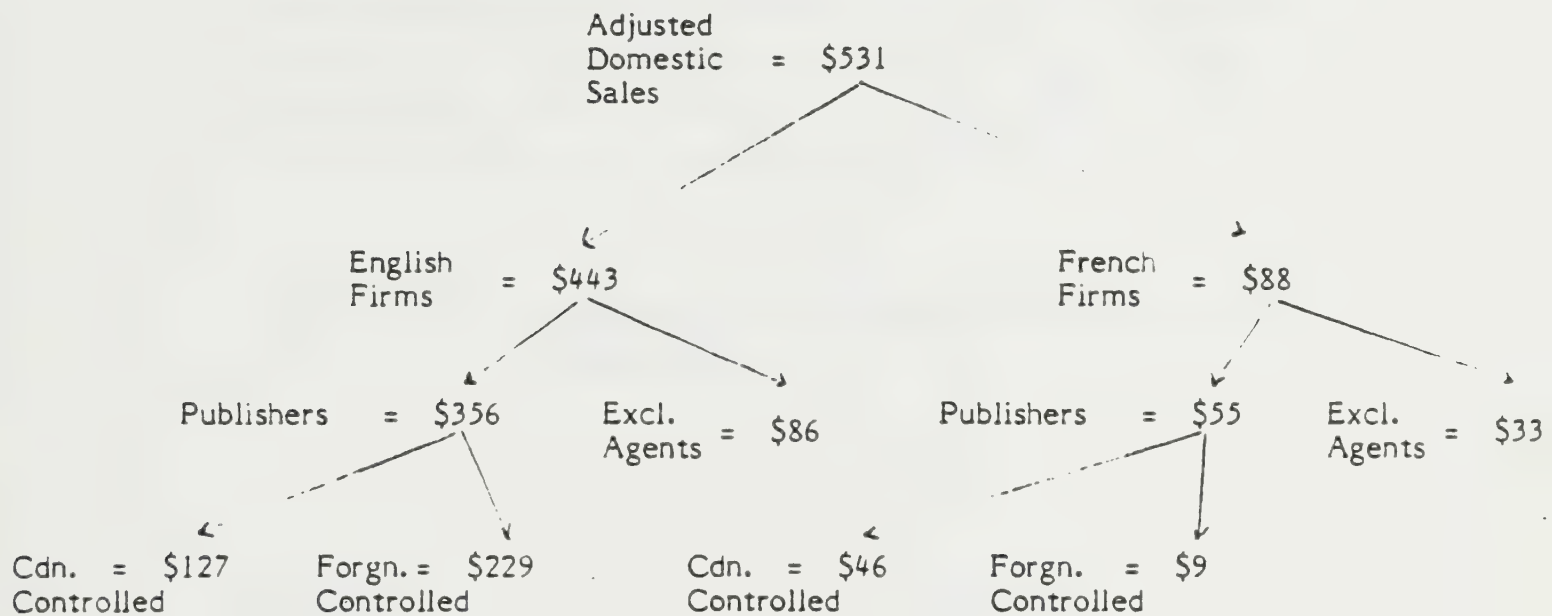 Adjusted
Domestic = $531
Sales
English
Firms = $443
French
Firms = $88
Publishers = $356
Excl.
Agents = $86
Publishers = $55
Excl.
Agents = $33
Cdn. = $127
Controlled
Forgn. = $229
Controlled
Cdn. = $46
Controlled
Forgn. = $9
Controlled